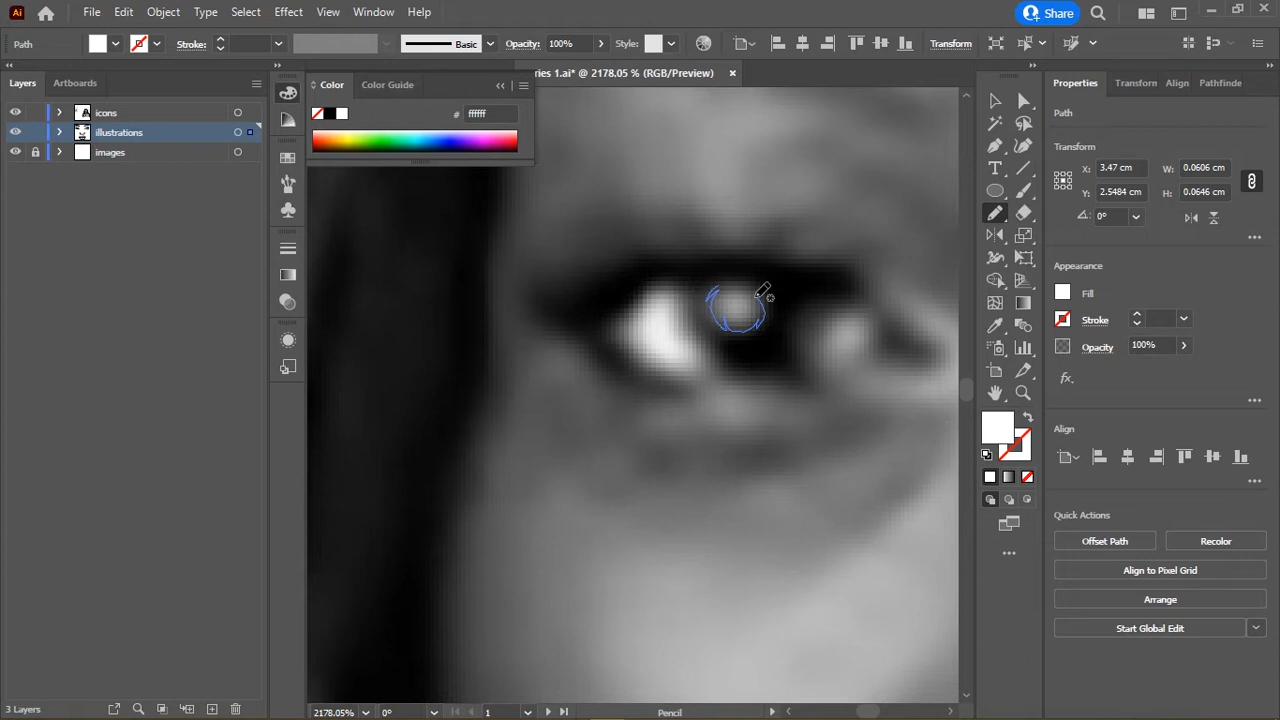 Ai File Edit Object Type Select Effect View Window Help Share
Path Stroke: Basic Opacity: 100% Style: Transform
ries 1.ai* @ 2178.05 % (RGB/Preview)
Layers Artboards
icons
illustrations
images
3 Layers
Color Color Guide
# ffffff
2178.05% 0° 1 Pencil
Properties Transform Align Pathfinde
Path
Transform
X: 3.47 cm W: 0.0606 cm
Y: 2.5484 cm H: 0.0646 cm
0°
Appearance
Fill
Stroke
Opacity 100%
fx
Align
Quick Actions
Offset Path Recolor
Align to Pixel Grid
Arrange
Start Global Edit